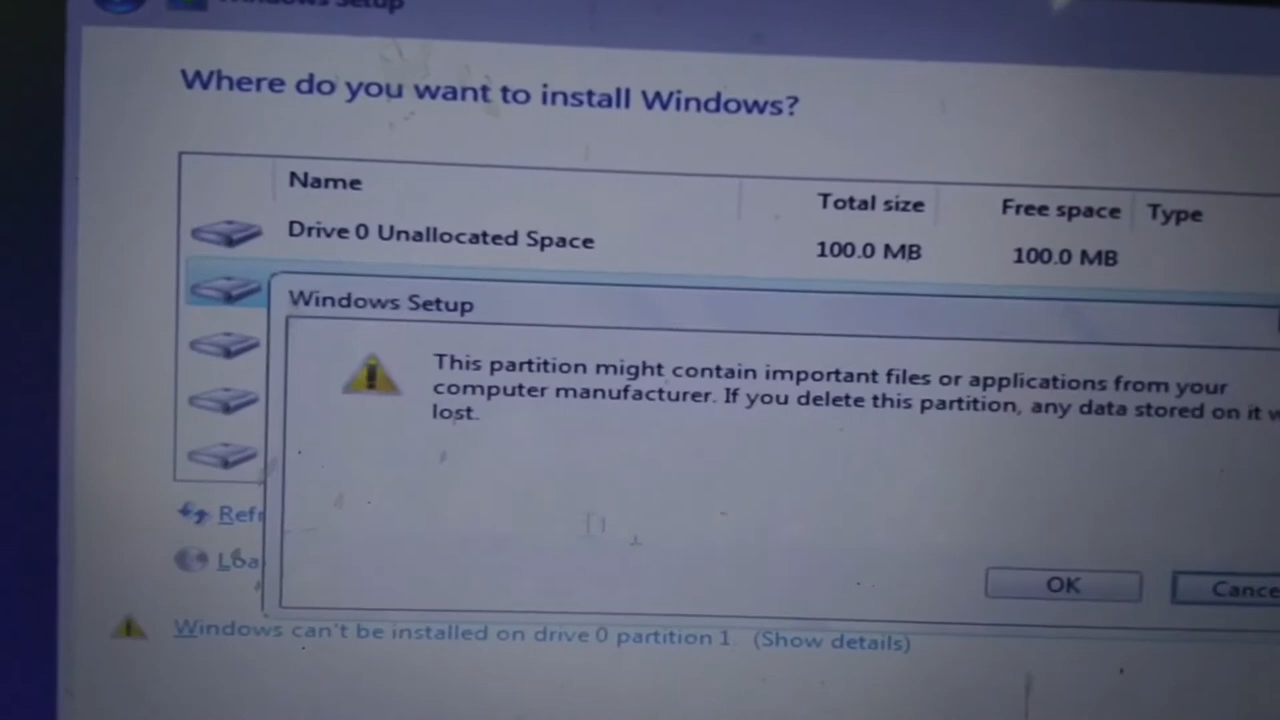 Windows Setup
Where do you want to install Windows?
Name Total size Free space Type
Drive 0 Unallocated Space 100.0 MB 100.0 MB
Windows Setup
This partition might contain important files or applications from your
computer manufacturer. If you delete this partition, any data stored on it w
lost.
Refr
Loa
OK Cance
Windows can't be installed on drive 0 partition 1. (Show details)